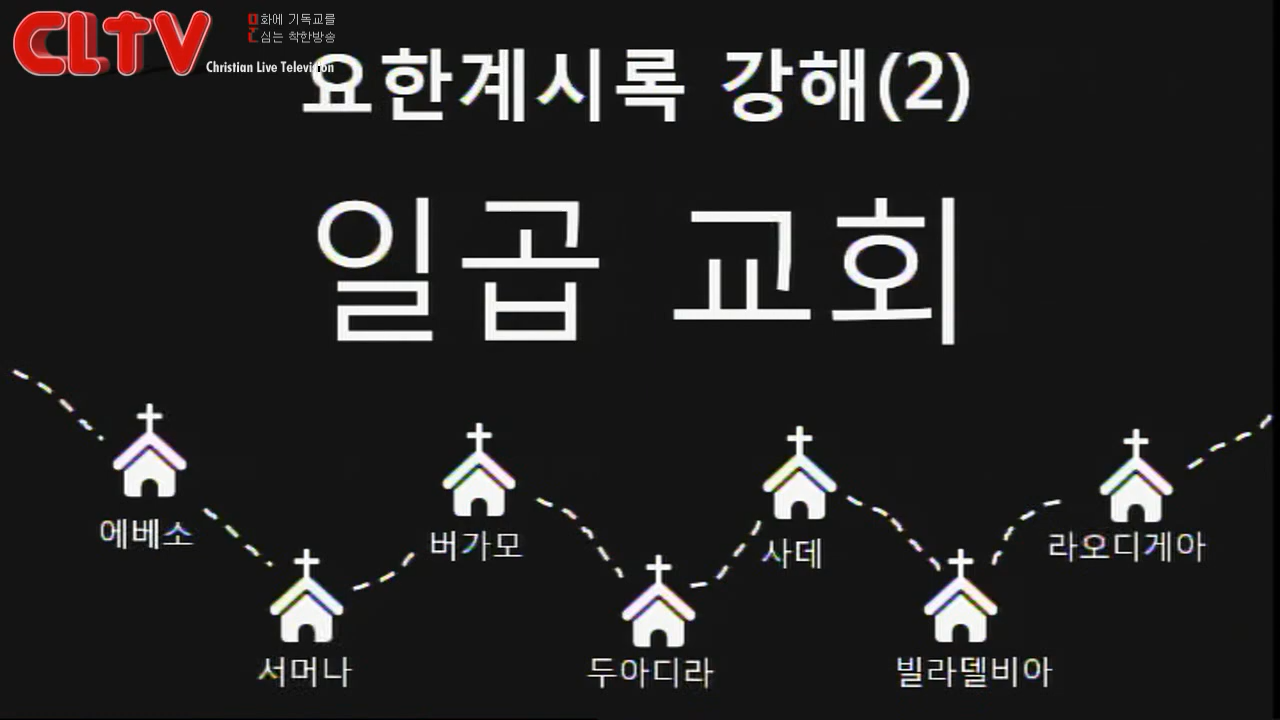 CLTV
문화에 기독교를
심는 착한방송
Christian Live Television
요한계시록 강해(2)
일곱 교회
에베소
버가모
사데
라오디게아
서머나
두아디라
빌라델비아